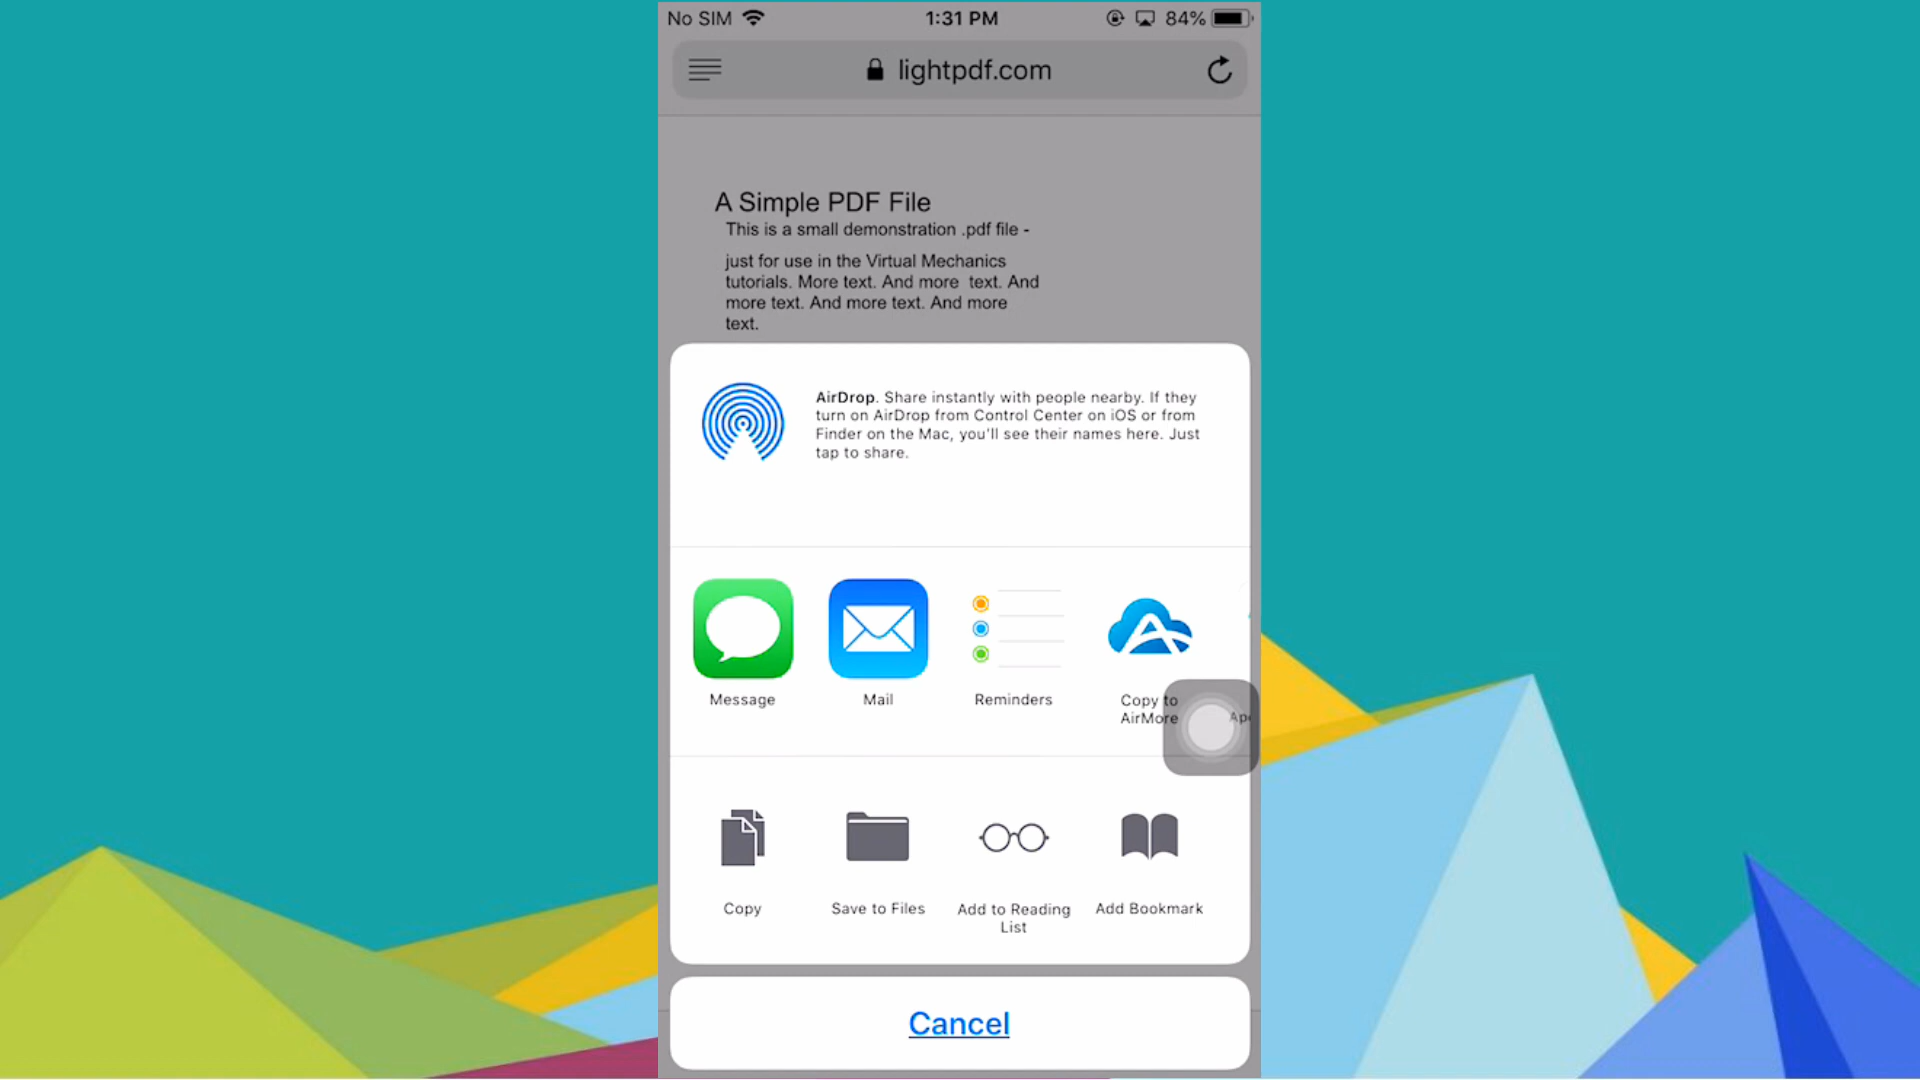 No SIM 1:31 PM 84%
lightpdf.com
A Simple PDF File
This is a small demonstration .pdf file -
just for use in the Virtual Mechanics
tutorials. More text. And more text. And
more text. And more text. And more
text.
AirDrop. Share instantly with people nearby. If they
turn on AirDrop from Control Center on iOS or from
Finder on the Mac, you'll see their names here. Just
tap to share.
Message Mail Reminders Copy to
AirMore
Copy Save to Files Add to Reading
List Add Bookmark
Cancel